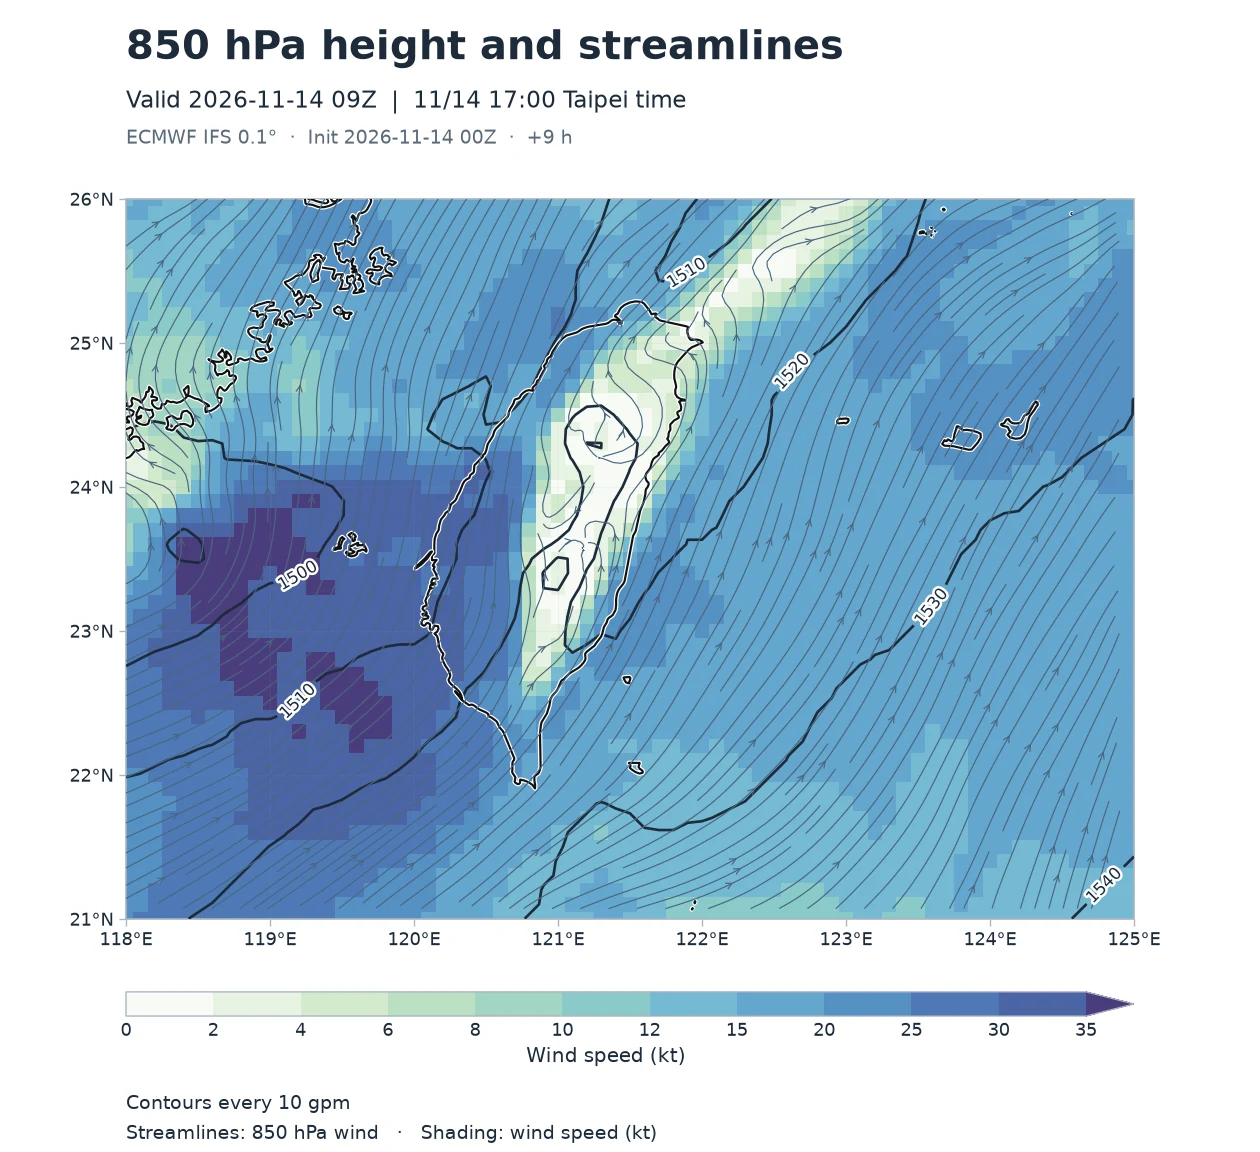 850 hPa height and streamlines
Valid 2026-11-14 09Z | 11/14 17:00 Taipei time
ECMWF IFS 0.1° · Init 2026-11-14 00Z · +9 h
26°N
1510
25°N
1520
24°N
1500
1530
23°N
1510
22°N
1540
21°N
118°E 119°E 120°E 121°E 122°E 123°E 124°E 125°E
0 2 4 6 8 10 12 15 20 25 30 35
Wind speed (kt)
Contours every 10 gpm
Streamlines: 850 hPa wind · Shading: wind speed (kt)